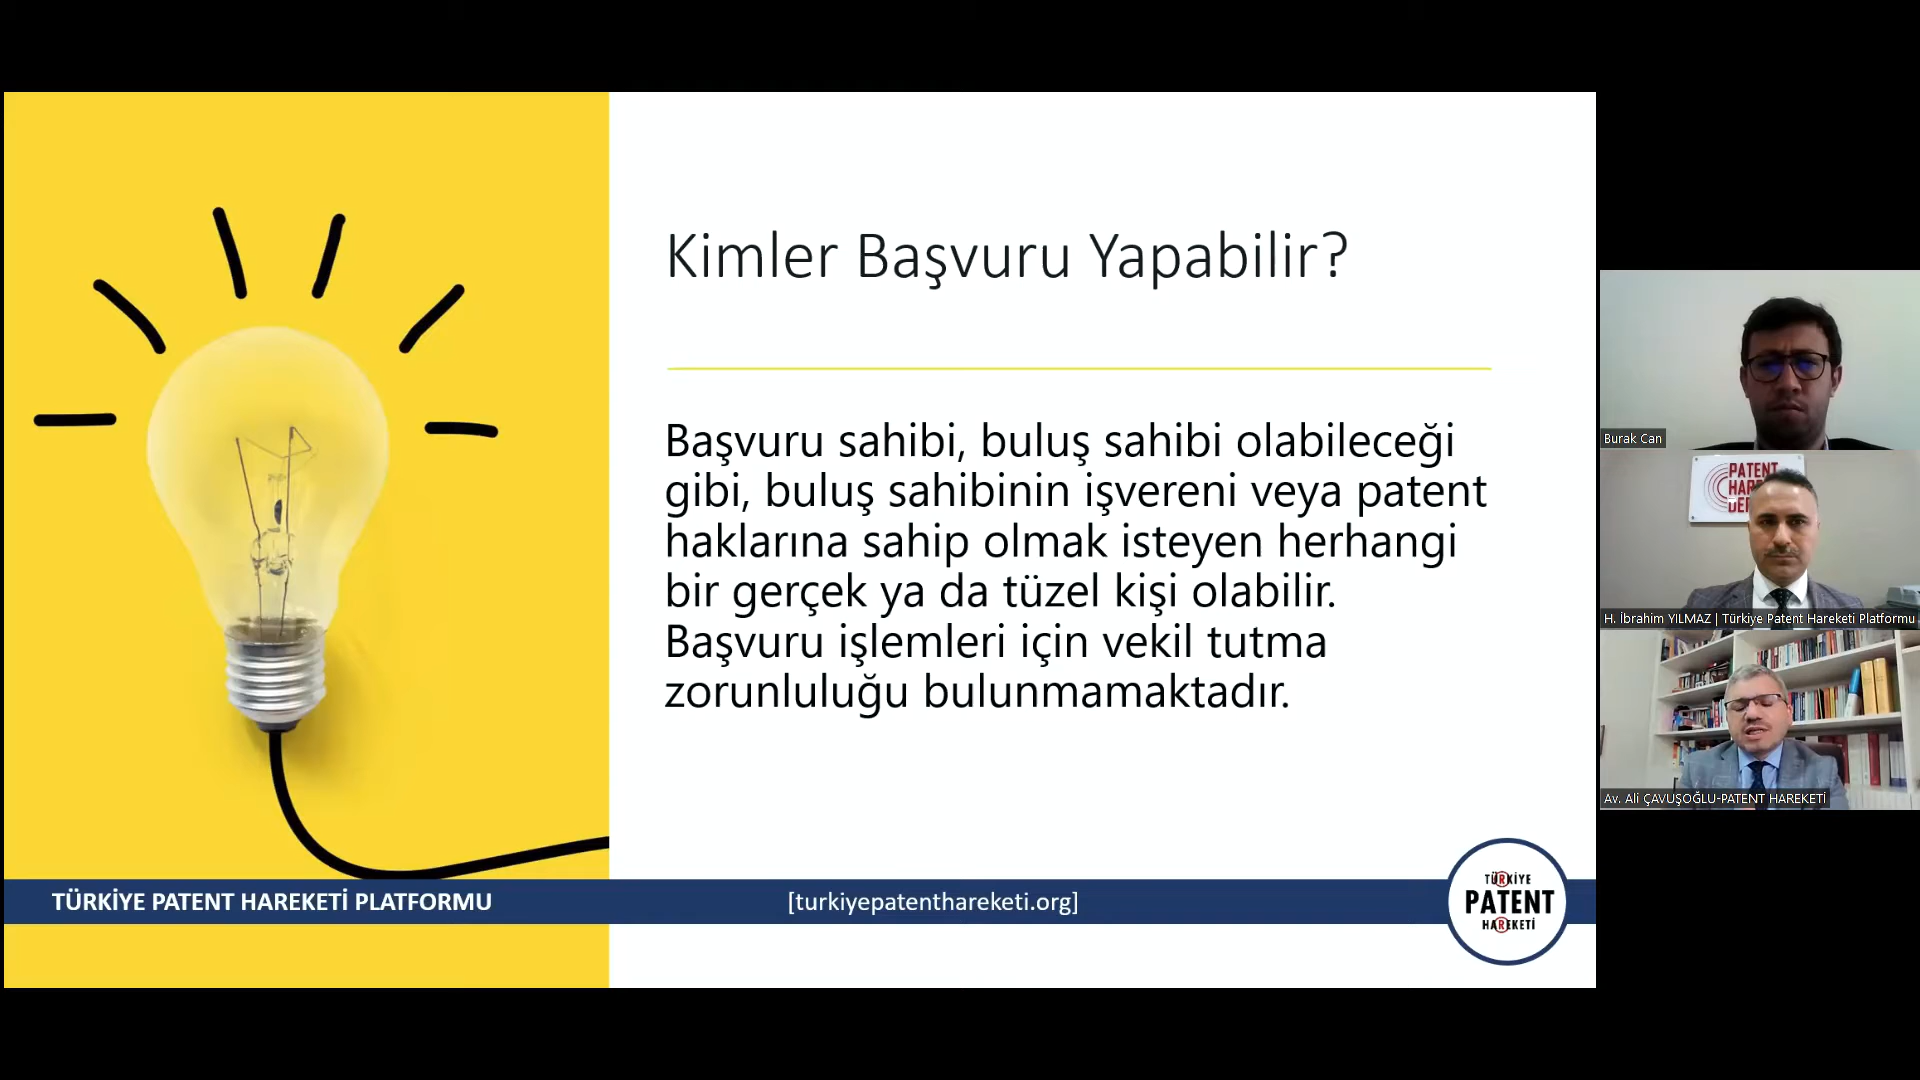 Kimler Başvuru Yapabilir?
Başvuru sahibi, buluş sahibi olabileceği
gibi, buluş sahibinin işvereni veya patent
haklarına sahip olmak isteyen herhangi
bir gerçek ya da tüzel kişi olabilir.
Başvuru işlemleri için vekil tutma
zorunluluğu bulunmamaktadır.
TÜRKİYE PATENT HAREKETİ PLATFORMU
[turkiyepatenthareketi.org]
TÜRKİYE
PATENT
HAREKETİ
Burak Can
PATENT
H. İbrahim YILMAZ | Türkiye Patent Hareketi Platformu
Av. Ali ÇAVUŞOĞLU-PATENT HAREKETİ